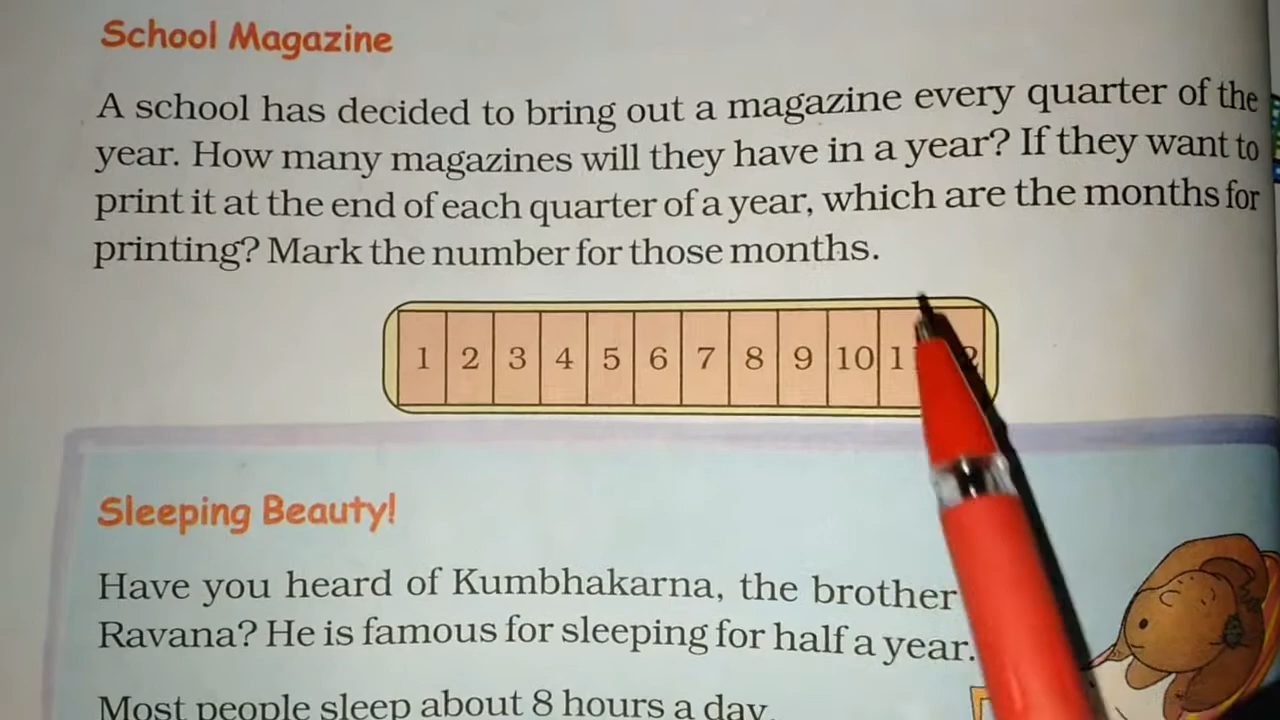 School Magazine
A school has decided to bring out a magazine every quarter of the
year. How many magazines will they have in a year? If they want to
print it at the end of each quarter of a year, which are the months for
printing? Mark the number for those months.
1 2 3 4 5 6 7 8 9 10
Sleeping Beauty!
Have you heard of Kumbhakarna, the brother
Ravana? He is famous for sleeping for half a year.
Most people sleep about 8 hours a day.